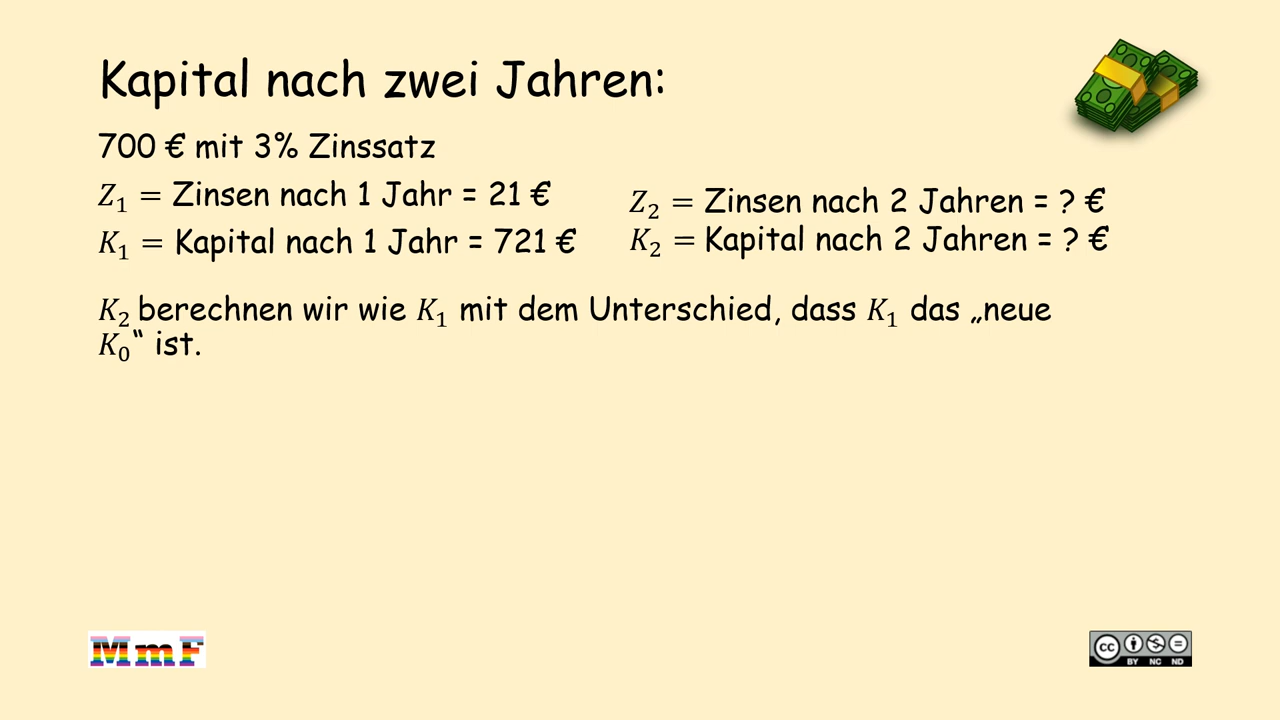 Kapital nach zwei Jahren:
700 € mit 3% Zinssatz
Z₁ = Zinsen nach 1 Jahr = 21 €
K₁ = Kapital nach 1 Jahr = 721 €
Z₂ = Zinsen nach 2 Jahren = ? €
K₂ = Kapital nach 2 Jahren = ? €
K₂ berechnen wir wie K₁ mit dem Unterschied, dass K₁ das „neue
K₀“ ist.
MmF
cc
BY NC ND